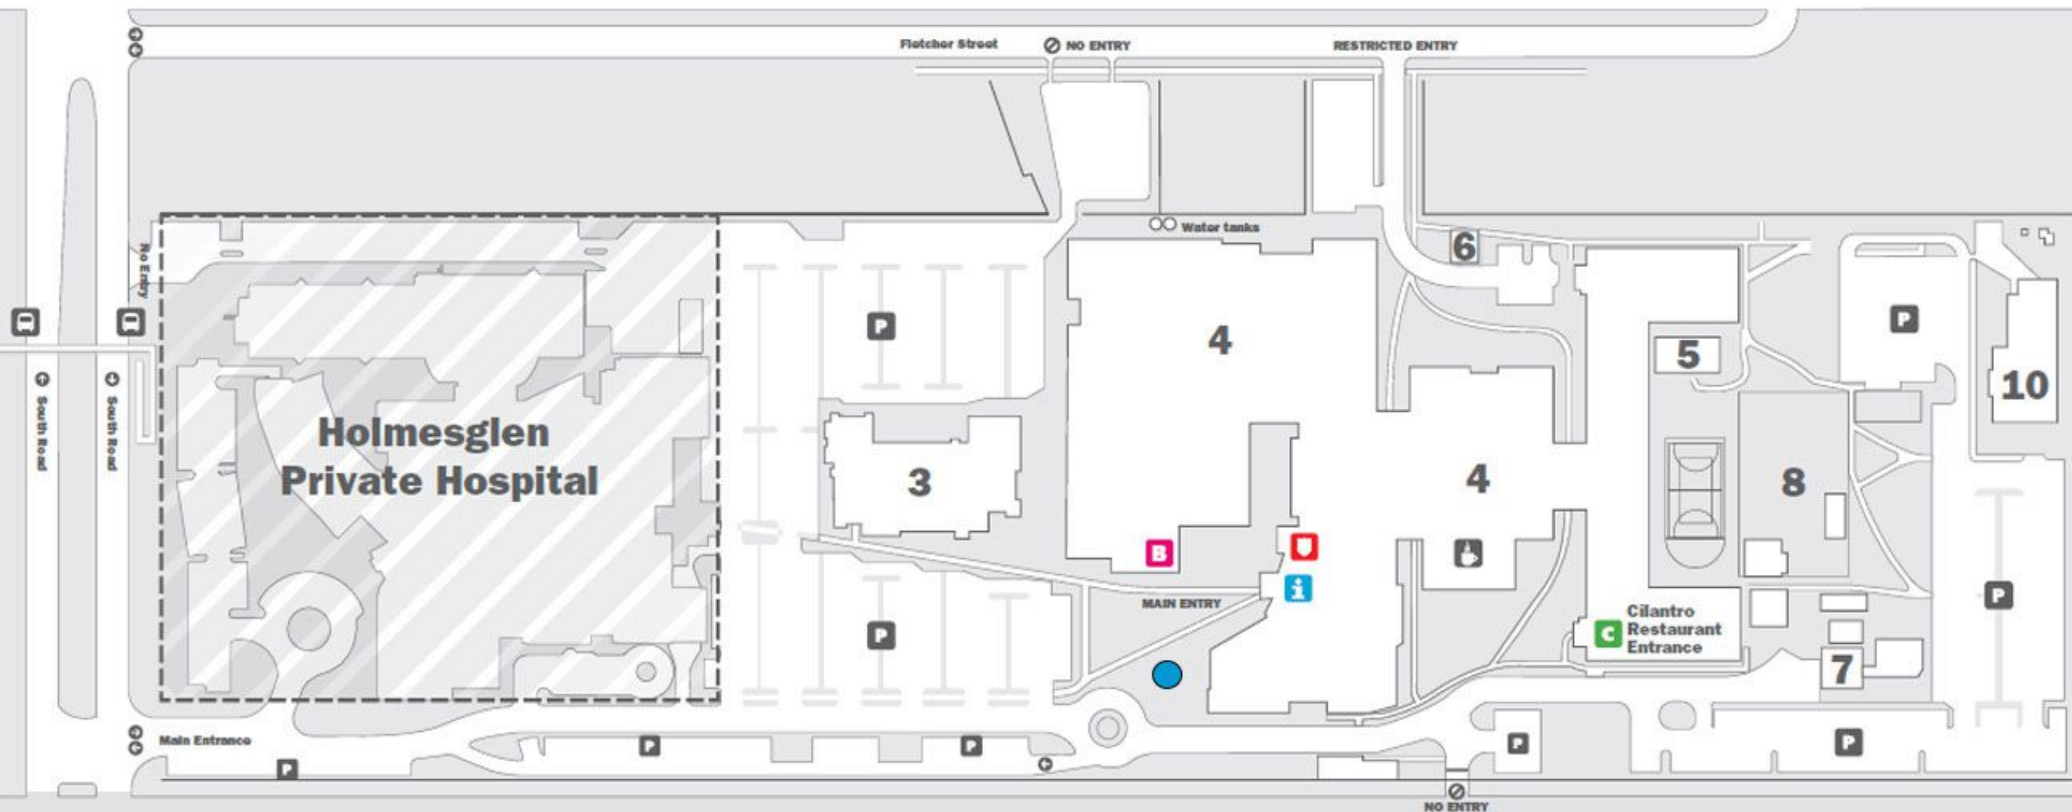 Fletcher Street
NO ENTRY
RESTRICTED ENTRY
Water tanks
No Entry
6
4
P
P
5
10
South Road
South Road
Holmesglen
Private Hospital
3
4
8
B
i
P
MAIN ENTRY
P
C
Cilantro
Restaurant
Entrance
7
Main Entrance
P
P
P
P
P
NO ENTRY